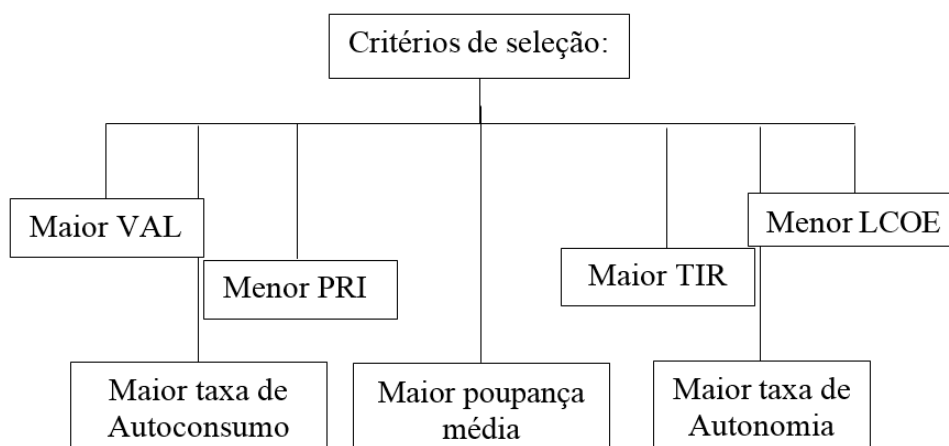 Critérios de seleção:
Maior VAL
Menor LCOE
Menor PRI
Maior TIR
Maior taxa de
Autoconsumo
Maior poupança
média
Maior taxa de
Autonomia